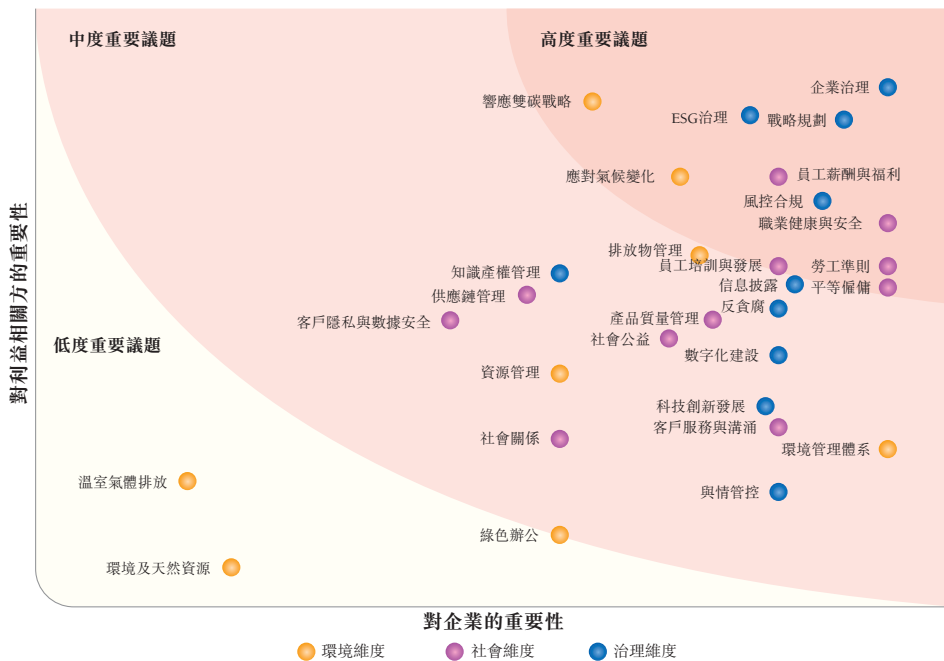 中度重要議題
高度重要議題
企業治理
響應雙碳戰略
ESG治理
戰略規劃
應對氣候變化
員工薪酬與福利
風控合規
職業健康與安全
排放物管理
員工培訓與發展
勞工準則
知識產權管理
信息披露
平等僱傭
供應鏈管理
反貪腐
客戶隱私與數據安全
產品質量管理
社會公益
低度重要議題
數字化建設
資源管理
科技創新發展
客戶服務與溝涌
社會關係
環境管理體系
溫室氣體排放
與情管控
綠色辦公
環境及天然資源
對利益相關方的重要性
對企業的重要性
環境維度
社會維度
治理維度